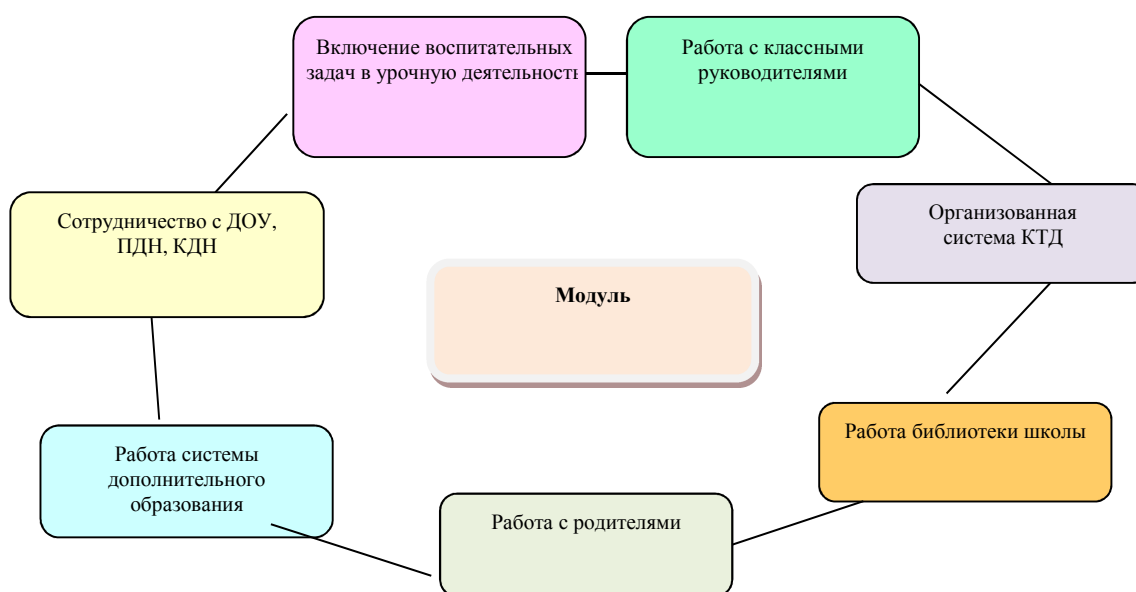 Включение воспитательных
задач в урочную деятельность
Работа с классными
руководителями
Сотрудничество с ДОУ,
ПДН, КДН
Организованная
система КТД
Модуль
Работа библиотеки школы
Работа системы
дополнительного
образования
Работа с родителями